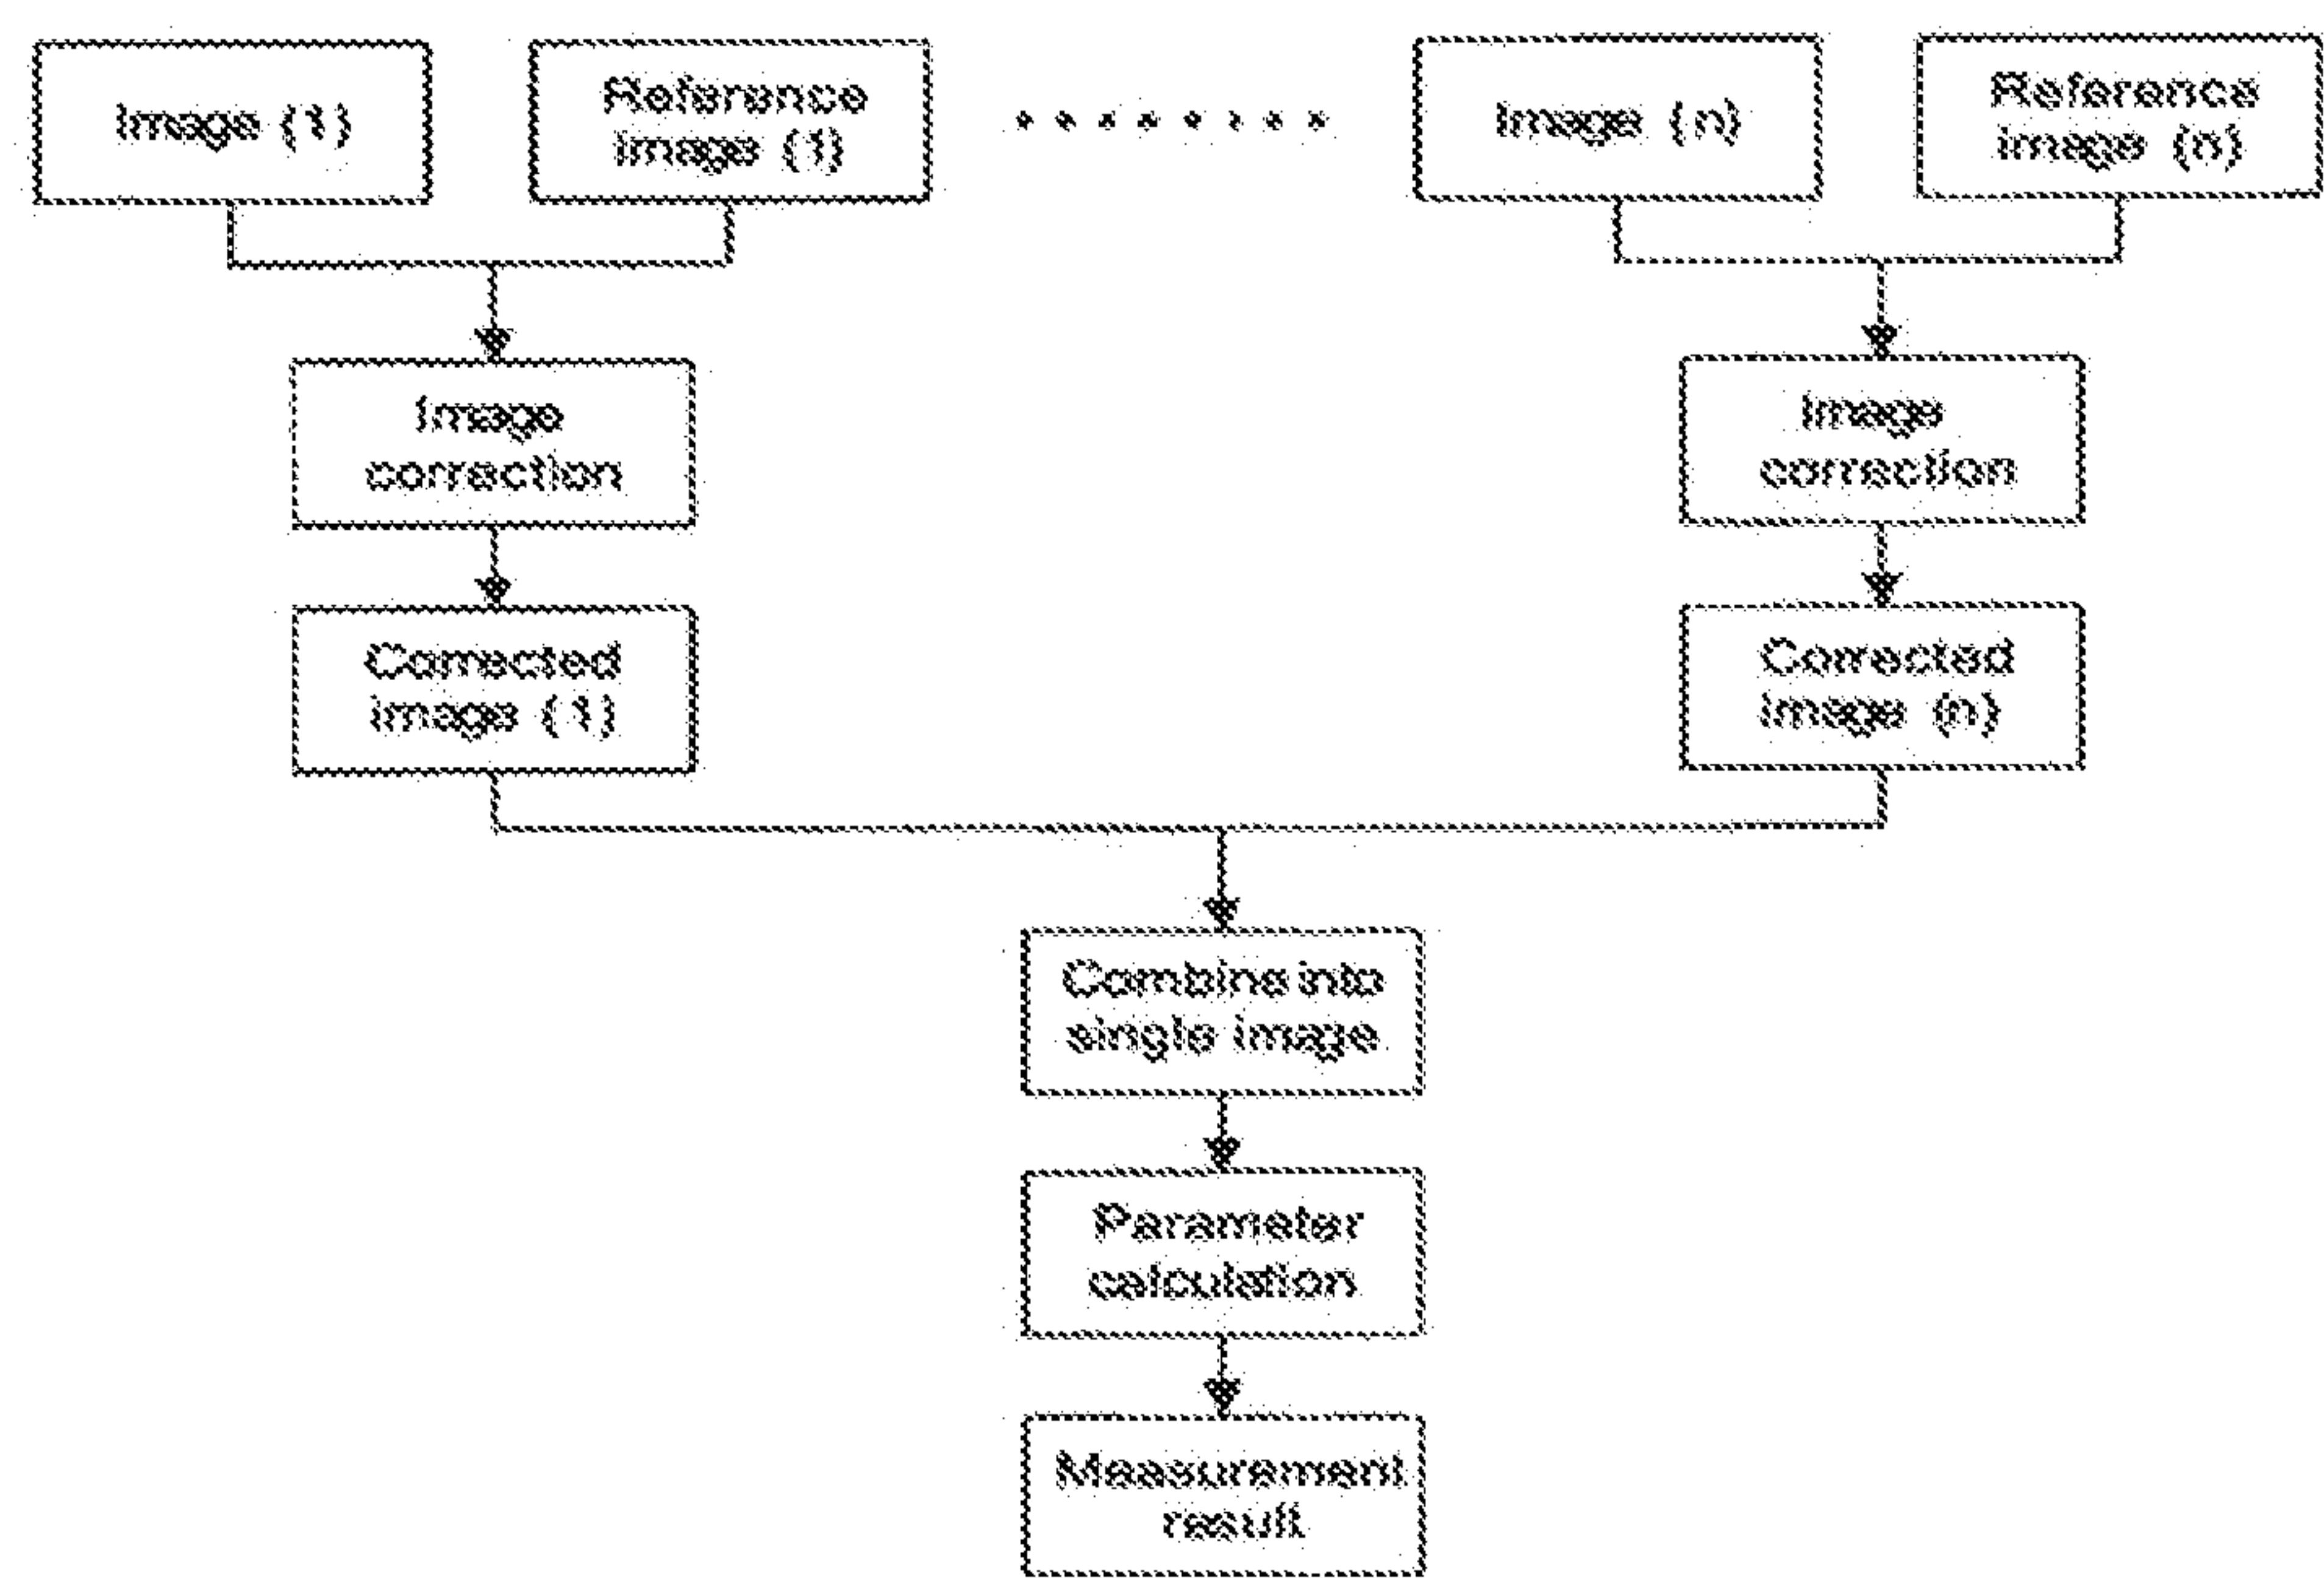 Image (1)
Reference
image (1)
Image (n)
Reference
image (n)
Image
correction
Image
correction
Corrected
image (1)
Corrected
image (n)
Combine into
single image
Parameter
calculation
Measurement
result